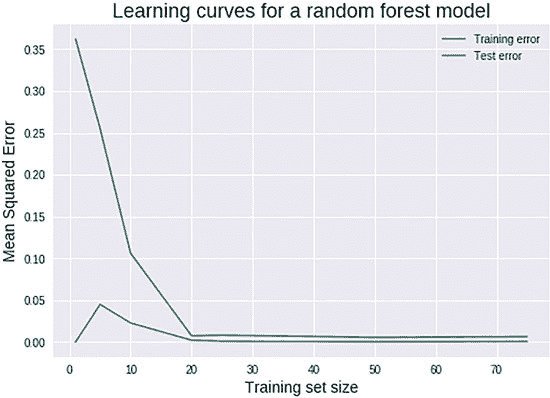 Learning curves for a random forest model
Training error
Test error
Mean Squared Error
0.35
0.30
0.25
0.20
0.15
0.10
0.05
0.00
0 10 20 30 40 50 60 70
Training set size